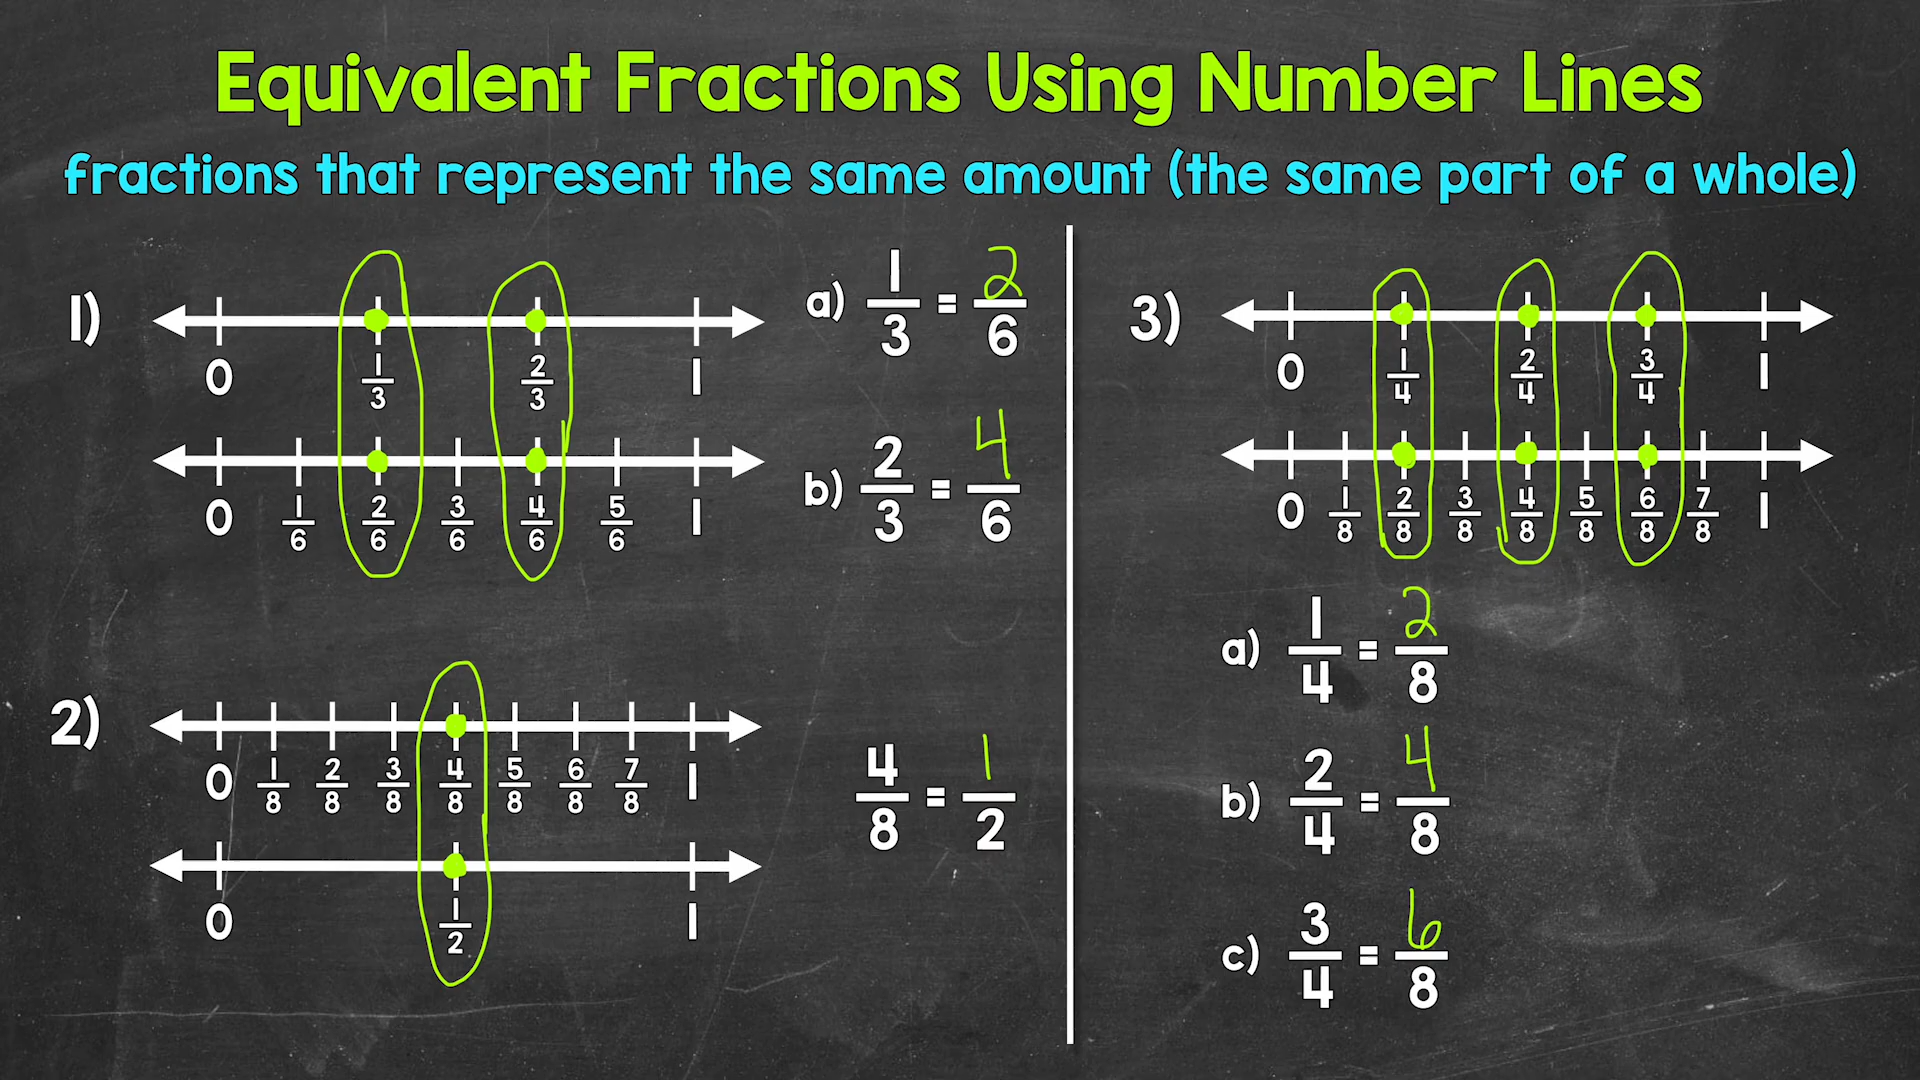 Equivalent Fractions Using Number Lines
fractions that represent the same amount (the same part of a whole)
1)
0 1/3 2/3 1
0 1/6 2/6 3/6 4/6 5/6 1
a) 1/3 = 2/6
b) 2/3 = 4/6
2)
0 1/8 2/8 3/8 4/8 5/8 6/8 7/8 1
0 1/2 1
4/8 = 1/2
3)
0 1/4 2/4 3/4 1
0 1/8 2/8 3/8 4/8 5/8 6/8 7/8 1
a) 1/4 = 2/8
b) 2/4 = 4/8
c) 3/4 = 6/8